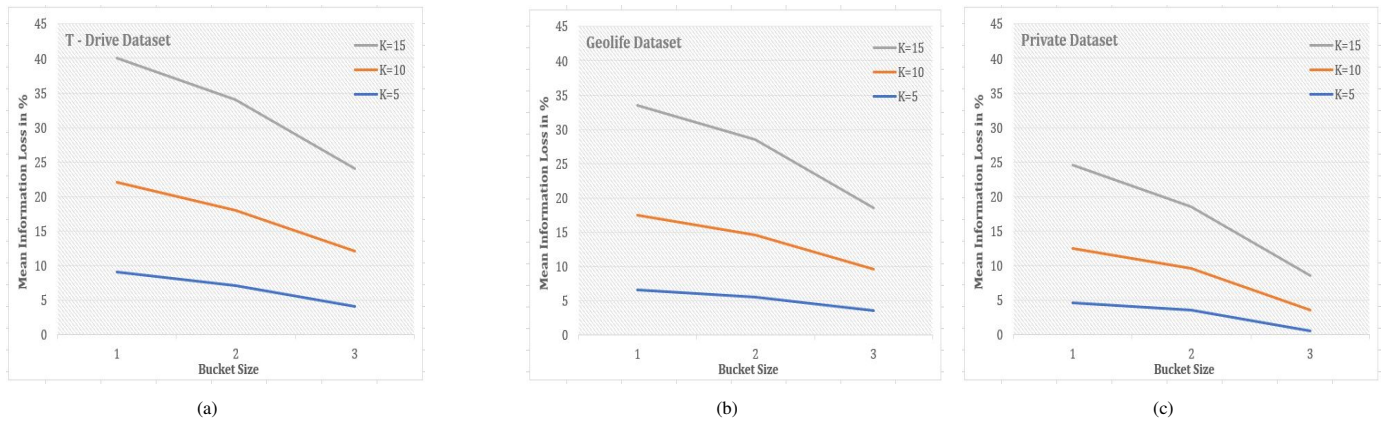 T - Drive Dataset
K=15
K=10
K=5
45
40
35
30
25
20
15
10
5
0
Mean Information Loss in %
1 2 3
Bucket Size
(a)
Geolife Dataset
K=15
K=10
K=5
45
40
35
30
25
20
15
10
5
0
Mean Information Loss in %
1 2 3
Bucket Size
(b)
Private Dataset
K=15
K=10
K=5
45
40
35
30
25
20
15
10
5
0
Mean Information Loss in %
1 2 3
Bucket Size
(c)